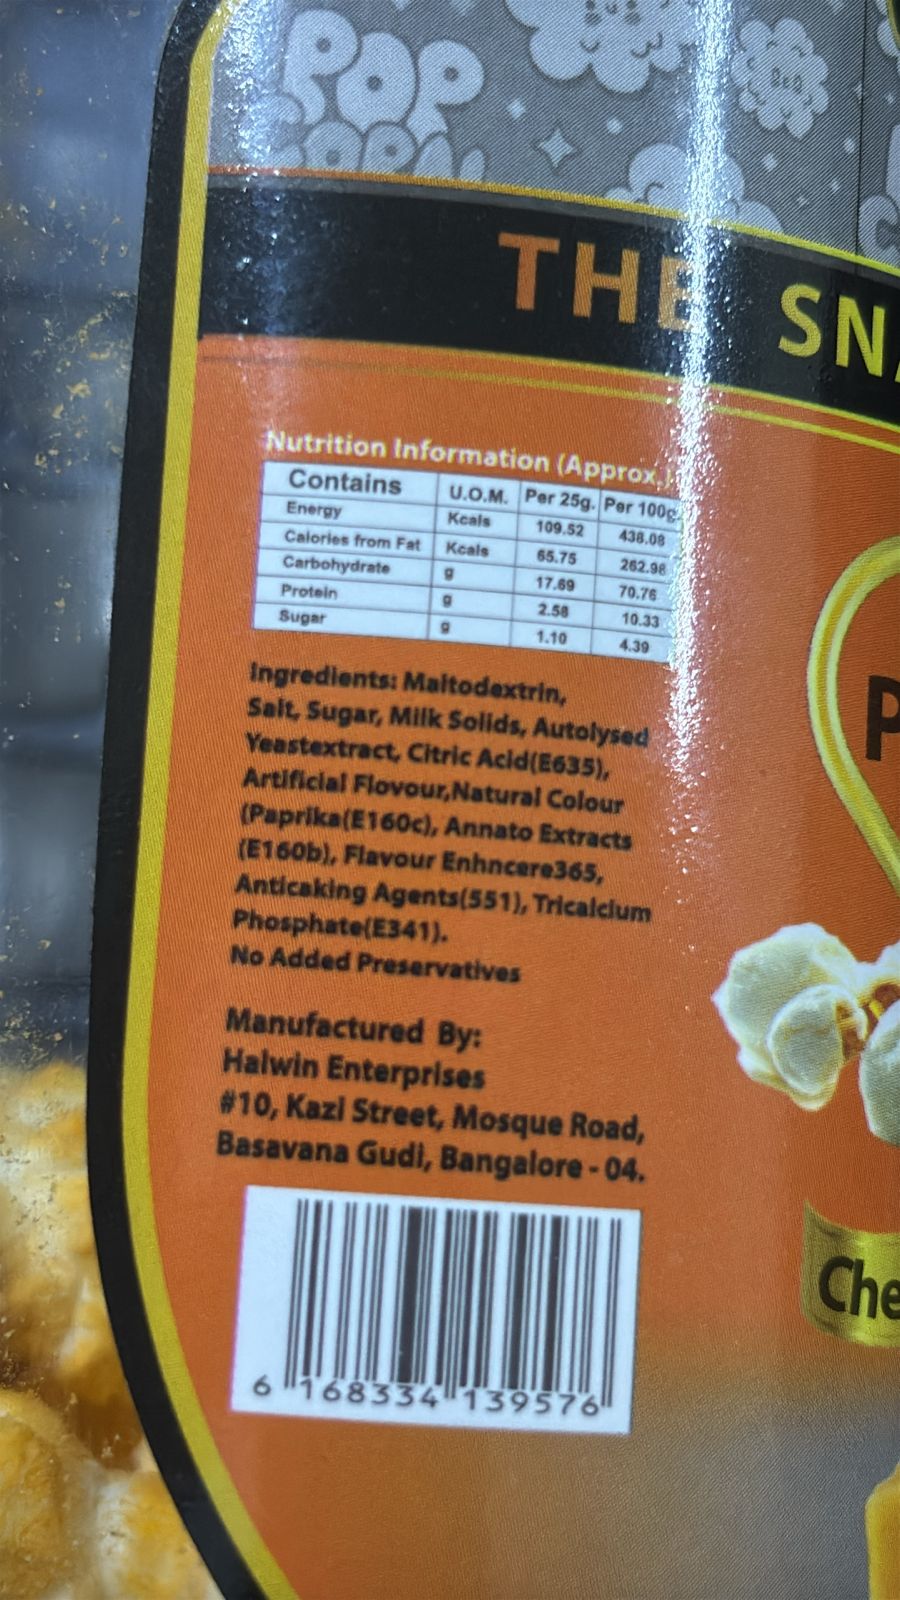 POP
THE SN
Nutrition Information (Approx.)
Contains U.O.M. Per 25g. Per 100g
Energy Kcals 109.52 438.08
Calories from Fat Kcals 65.75 262.98
Carbohydrate g 17.69 70.76
Protein g 2.58 10.33
Sugar g 1.10 4.39
Ingredients: Maltodextrin,
Salt, Sugar, Milk Solids, Autolysed
Yeastextract, Citric Acid(E635),
Artificial Flovour,Natural Colour
(Paprika(E160c), Annato Extracts
(E160b), Flavour Enhncere365,
Anticaking Agents(551), Tricalcium
Phosphate(E341).
No Added Preservatives
Manufactured By:
Halwin Enterprises
#10, Kazi Street, Mosque Road,
Basavana Gudi, Bangalore - 04.
6 168334 139576
P
Che